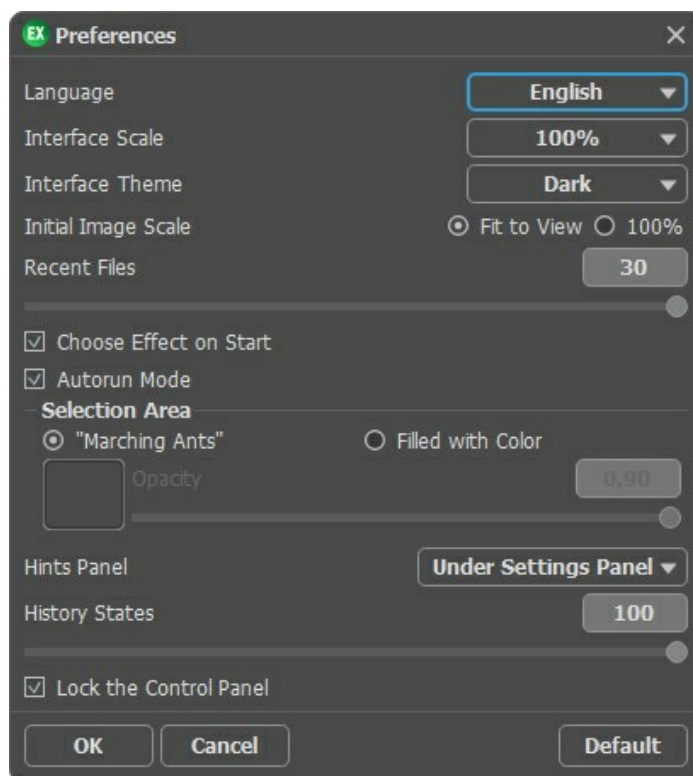 EX Preferences
Language English
Interface Scale 100%
Interface Theme Dark
Initial Image Scale Fit to View 100%
Recent Files 30
Choose Effect on Start
Autorun Mode
Selection Area
"Marching Ants" Filled with Color
Opacity 0,90
Hints Panel Under Settings Panel
History States 100
Lock the Control Panel
OK Cancel Default